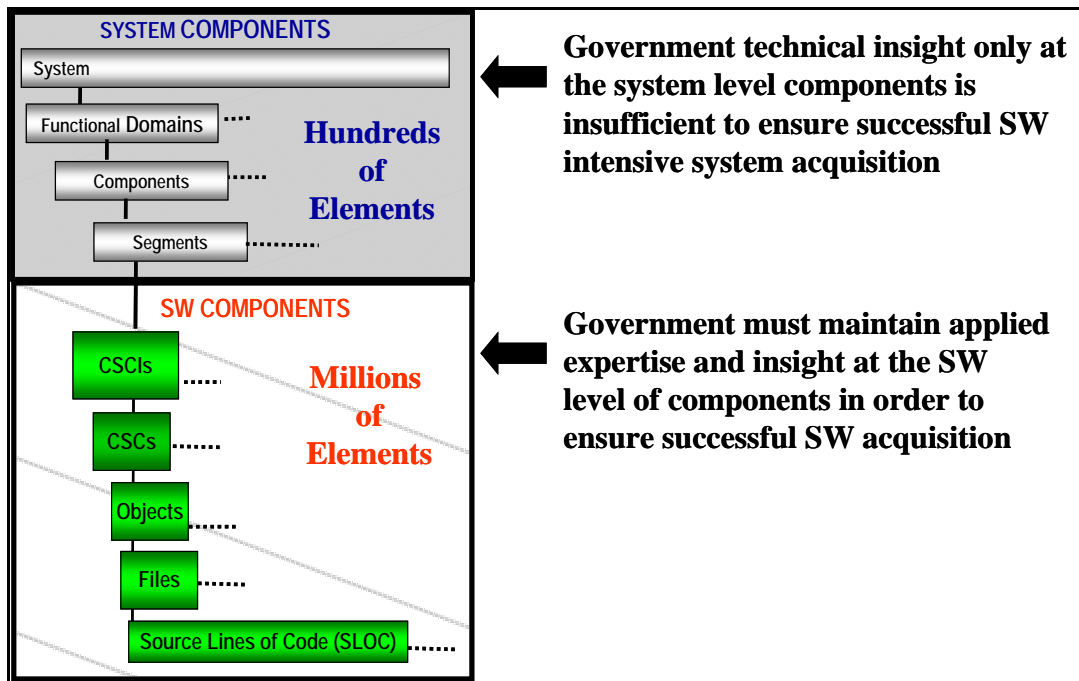 SYSTEM COMPONENTS
System
Functional Domains
Components
Segments
Hundreds
of
Elements
Government technical insight only at
the system level components is
insufficient to ensure successful SW
intensive system acquisition
SW COMPONENTS
CSCIs
CSCs
Objects
Files
Source Lines of Code (SLOC)
Millions
of
Elements
Government must maintain applied
expertise and insight at the SW
level of components in order to
ensure successful SW acquisition